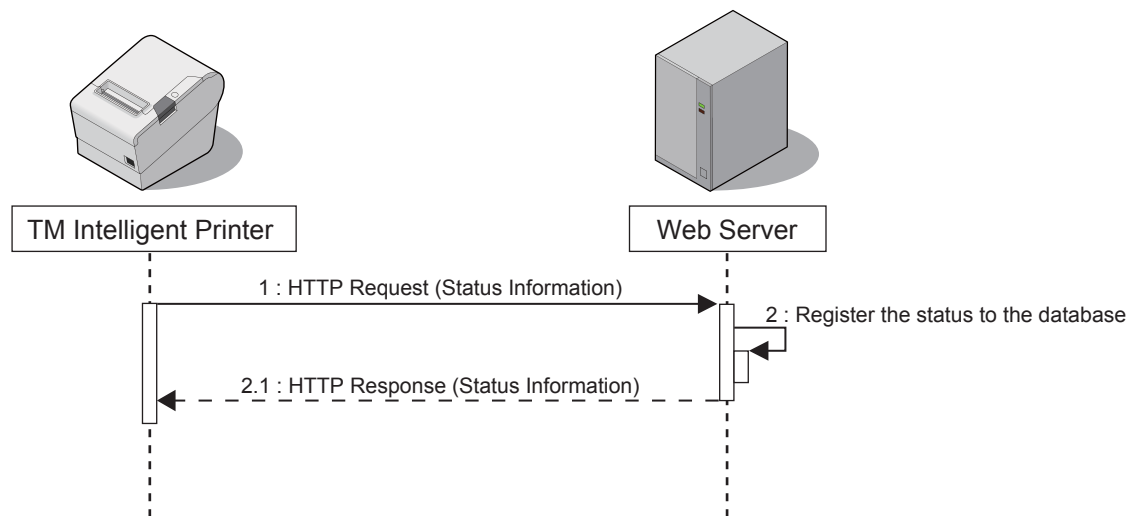 TM Intelligent Printer
Web Server
1 : HTTP Request (Status Information)
2 : Register the status to the database
2.1 : HTTP Response (Status Information)